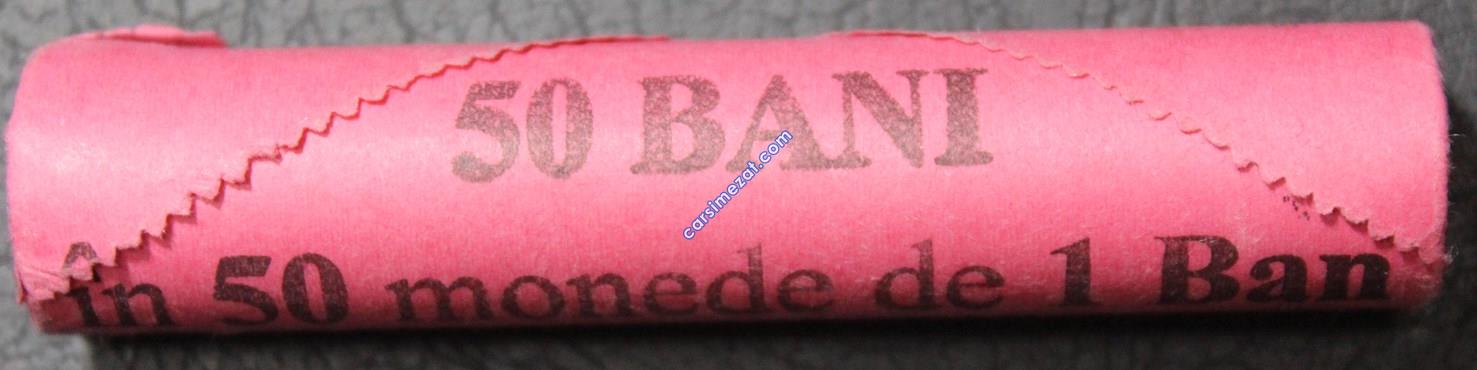 50 BANI
carsimezat.com
în 50 monede de 1 Ban